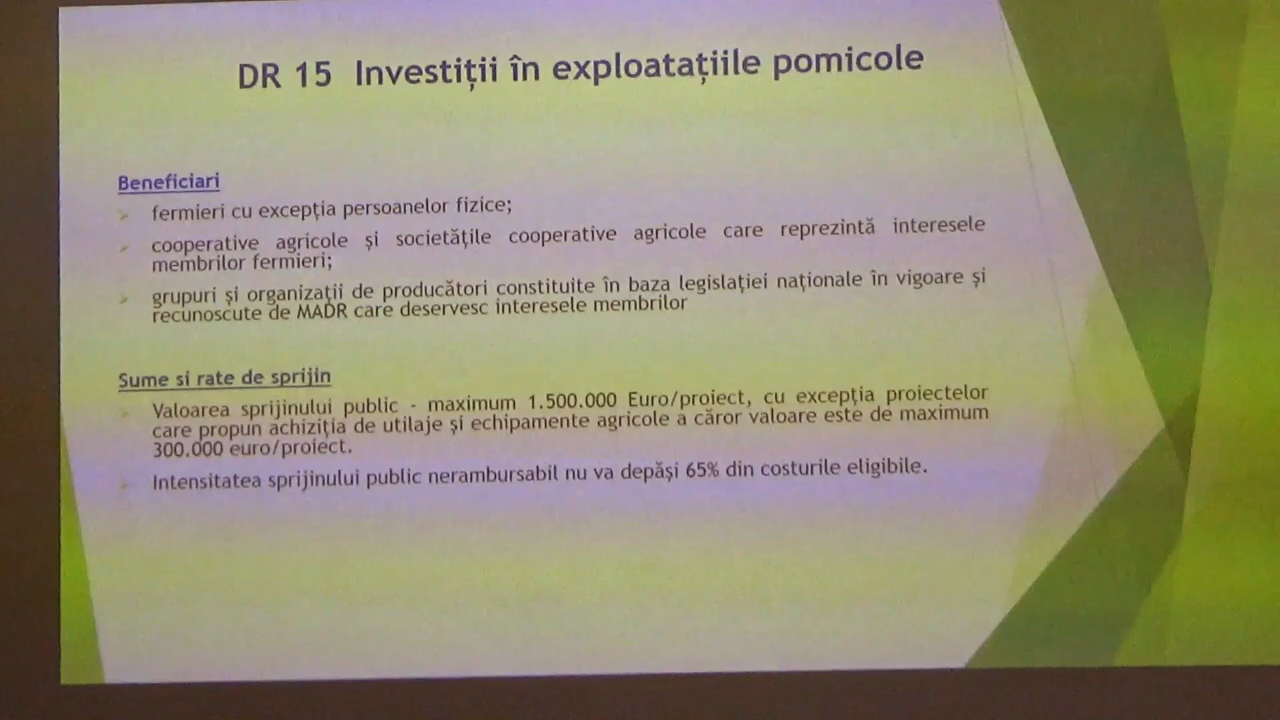 DR 15 Investiții în exploatațiile pomicole
Beneficiari
fermieri cu excepția persoanelor fizice;
cooperative agricole și societățile cooperative agricole care reprezintă interesele
membrilor fermieri;
grupuri și organizații de producători constituite în baza legislației naționale în vigoare și
recunoscute de MADR care deservesc interesele membrilor
Sume si rate de sprijin
Valoarea sprijinului public - maximum 1.500.000 Euro/proiect, cu excepția proiectelor
care propun achiziția de utilaje și echipamente agricole a căror valoare este de maximum
300.000 euro/proiect.
Intensitatea sprijinului public nerambursabil nu va depăși 65% din costurile eligibile.